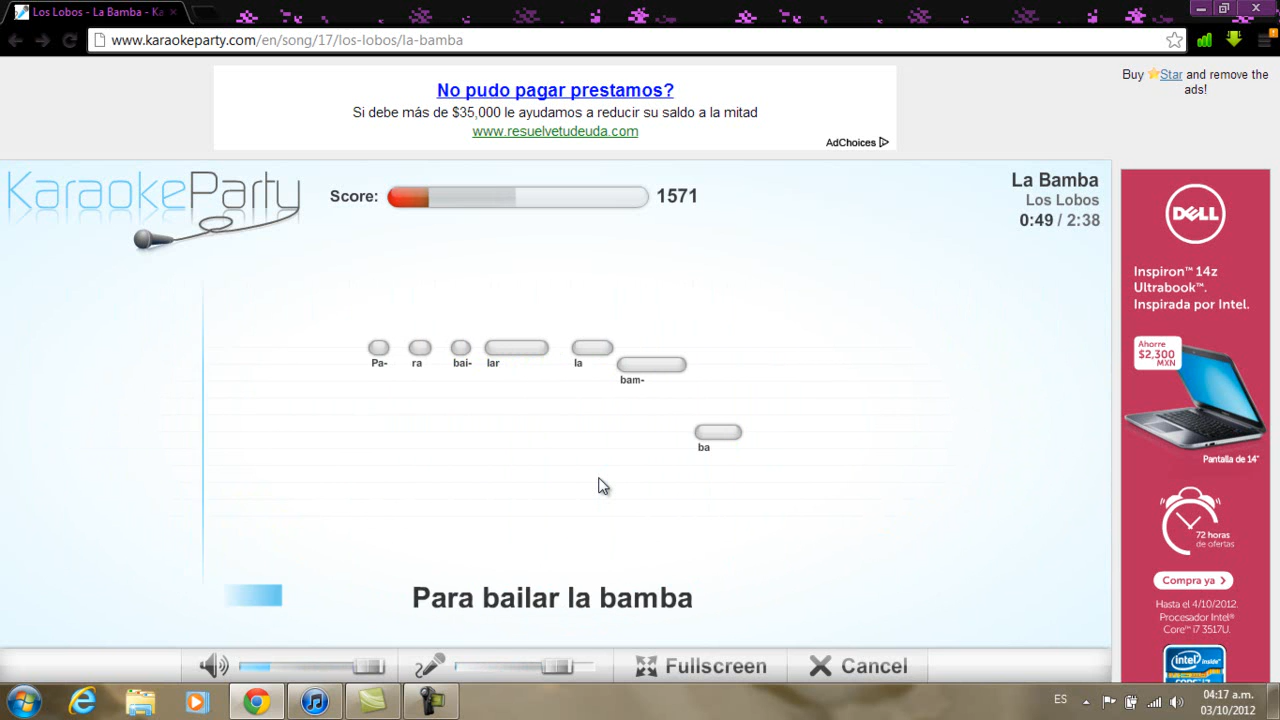 Los Lobos - La Bamba - Ka
www.karaokeparty.com/en/song/17/los-lobos/la-bamba
No pudo pagar prestamos?
Si debe más de $35,000 le ayudamos a reducir su saldo a la mitad
www.resuelvetudeuda.com
AdChoices
Buy Star and remove the
ads!
KaraokeParty
Score: 1571
La Bamba
Los Lobos
0:49 / 2:38
Pa- ra bai- lar la
bam-
ba
Para bailar la bamba
Fullscreen
Cancel
DELL
Inspiron™ 14z
Ultrabook™.
Inspirada por Intel.
Ahorre
$2,300
MXN
Pantalla de 14"
72 horas
de ofertas
Compra ya
Hasta el 4/10/2012.
Procesador Intel®
Core™ i7 3517U.
intel inside
ES
04:17 a.m.
03/10/2012